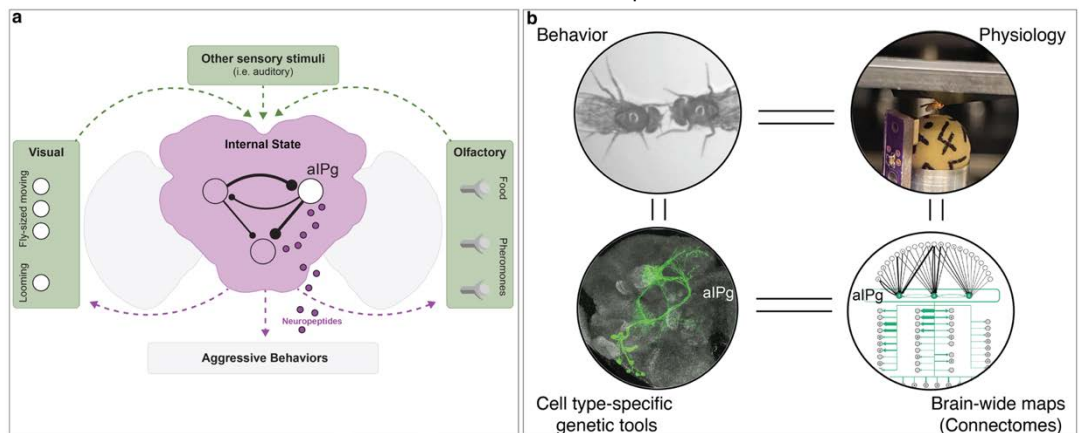 a
Other sensory stimuli
(i.e. auditory)
Visual
Fly-sized moving
Looming
Internal State
aIPg
Olfactory
Food
Pheromones
Neuropeptides
Aggressive Behaviors
b
Behavior
Physiology
aIPg
aIPg
Cell type-specific
genetic tools
Brain-wide maps
(Connectomes)